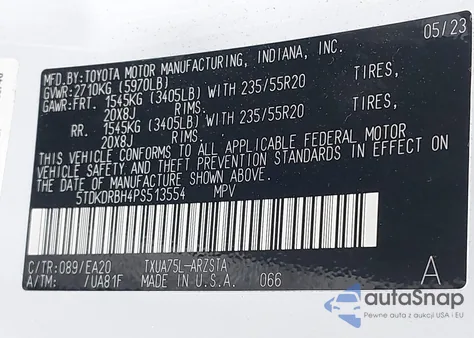 05/23
MFD.BY:TOYOTA MOTOR MANUFACTURING, INDIANA, INC.
GVWR:2710KG (5970LB)
GAWR:FRT. 1545KG (3405LB) WITH 235/55R20 TIRES,
20X8J RIMS.
RR. 1545KG (3405LB) WITH 235/55R20 TIRES,
20X8J RIMS.
THIS VEHICLE CONFORMS TO ALL APPLICABLE FEDERAL MOTOR
VEHICLE SAFETY AND THEFT PREVENTION STANDARDS IN EFFECT ON
THE DATE OF MANUFACTURE SHOWN ABOVE.
5TDKDRBH4PS513554 MPV
C/TR:089/EA20 TXUA75L-ARZSTA
A/TM: /UA81F MADE IN U.S.A. 066 A
autoSnap
Pewne auta z aukcji USA i EU